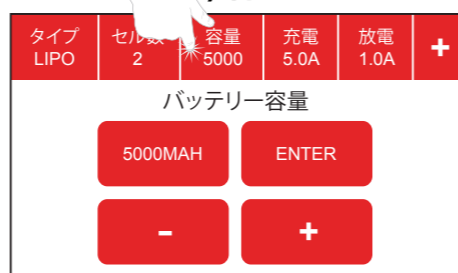 タイプ セル数 容量 充電 放電 +
LIPO 2 5000 5.0A 1.0A
バッテリー容量
5000MAH ENTER
- +